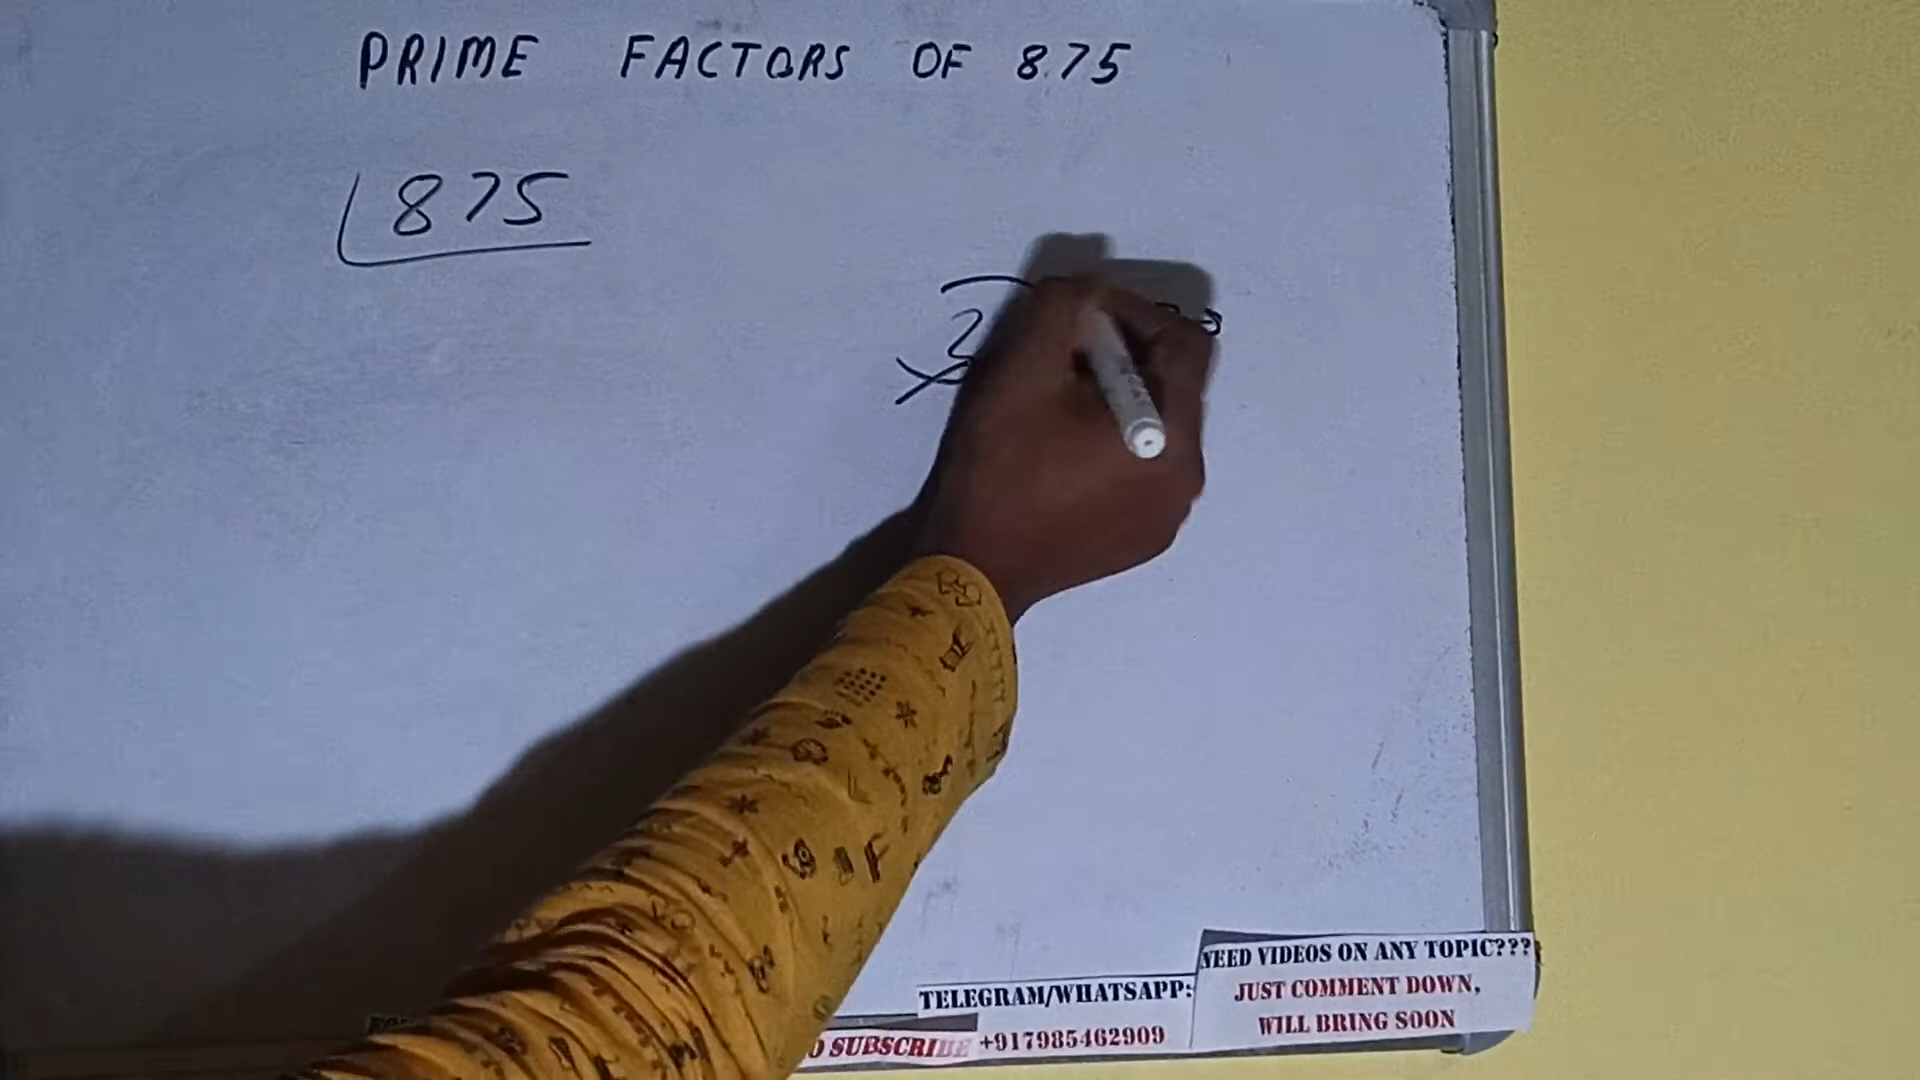 PRIME FACTORS OF 875
875
3
NEED VIDEOS ON ANY TOPIC???
JUST COMMENT DOWN,
WILL BRING SOON
TELEGRAM/WHATSAPP:
+917985462909
SUBSCRIBE